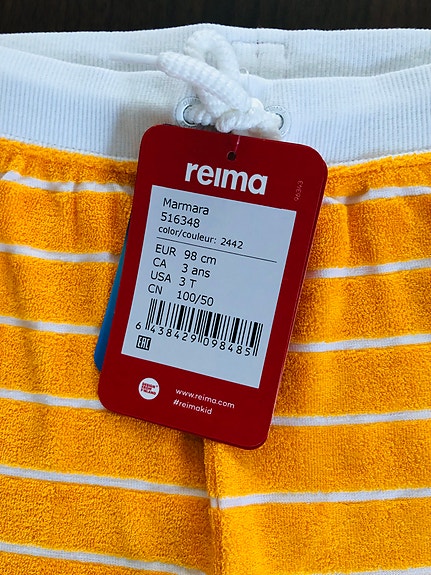 reima
Marmara
516348
color/couleur: 2442
EUR 98 cm
CA 3 ans
USA 3 T
CN 100/50
6 438429 098485
EAC
www.reima.com
#reimakid